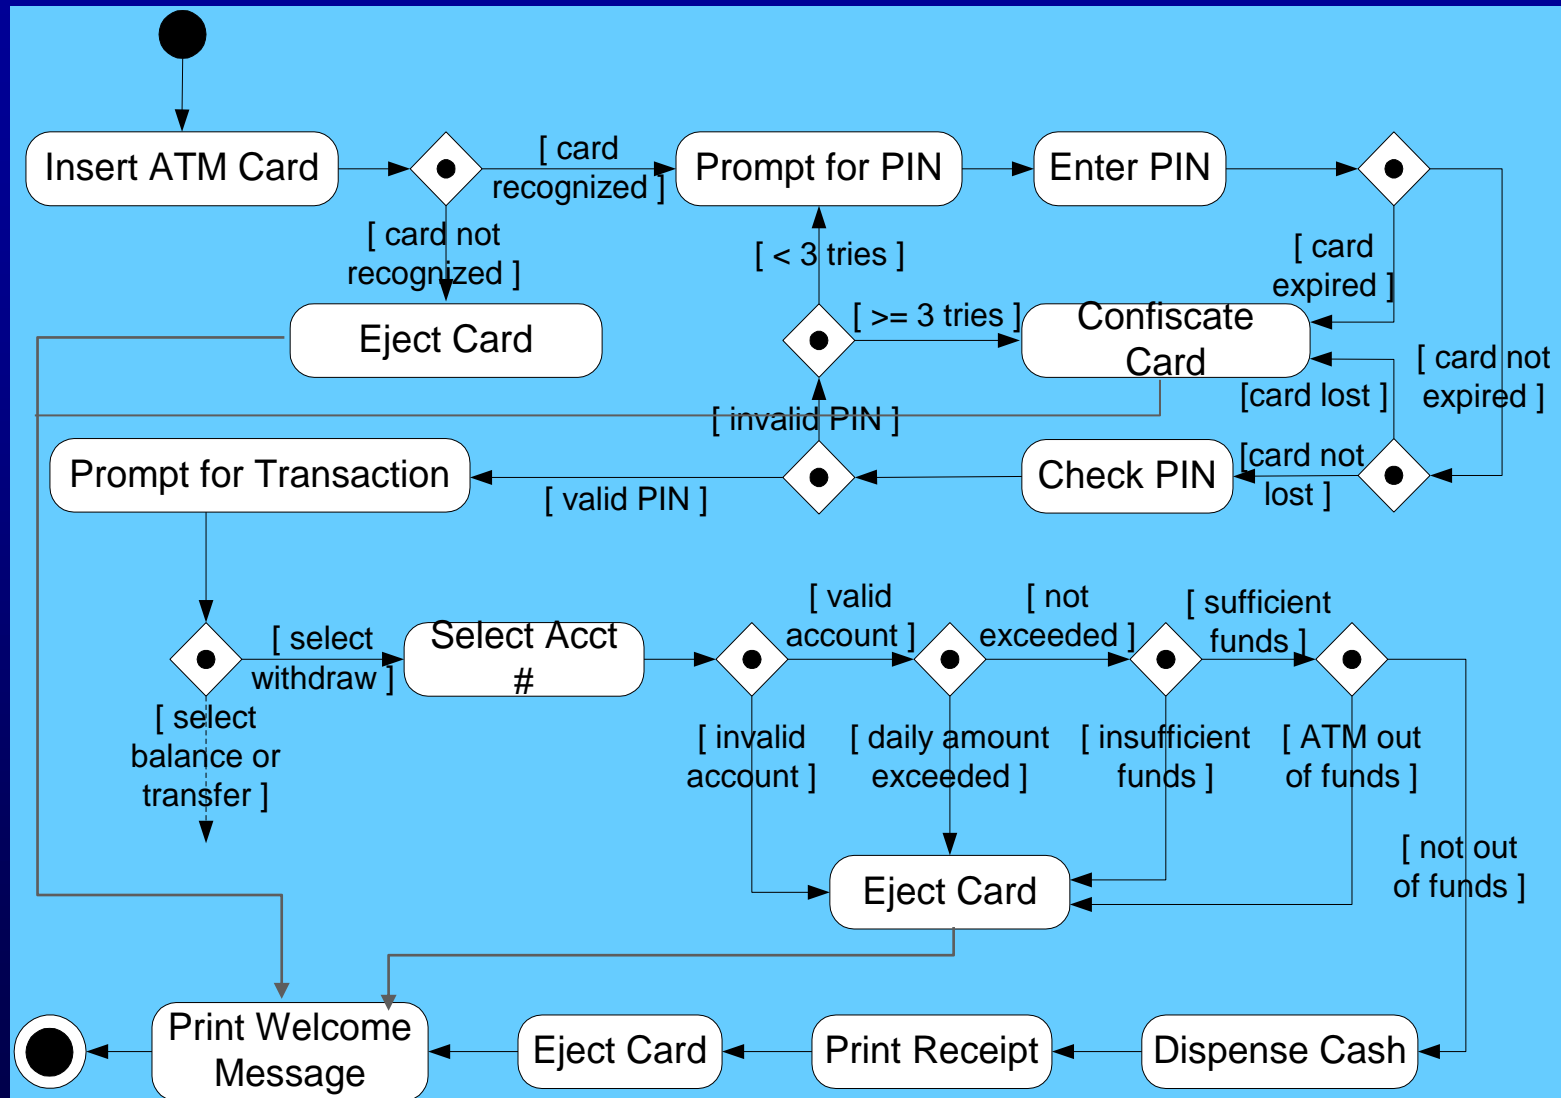 Insert ATM Card
[ card
recognized ]
Prompt for PIN
Enter PIN
[ card not
recognized ]
[ < 3 tries ]
[ card
expired ]
Eject Card
[ >= 3 tries ]
Confiscate
Card
[ card not
expired ]
[card lost ]
[ invalid PIN ]
Prompt for Transaction
[ valid PIN ]
Check PIN
[card not
lost ]
[ select
withdraw ]
Select Acct
#
[ valid
account ]
[ not
exceeded ]
[ sufficient
funds ]
[ select
balance or
transfer ]
[ invalid
account ]
[ daily amount
exceeded ]
[ insufficient
funds ]
[ ATM out
of funds ]
[ not out
of funds ]
Eject Card
Print Welcome
Message
Eject Card
Print Receipt
Dispense Cash